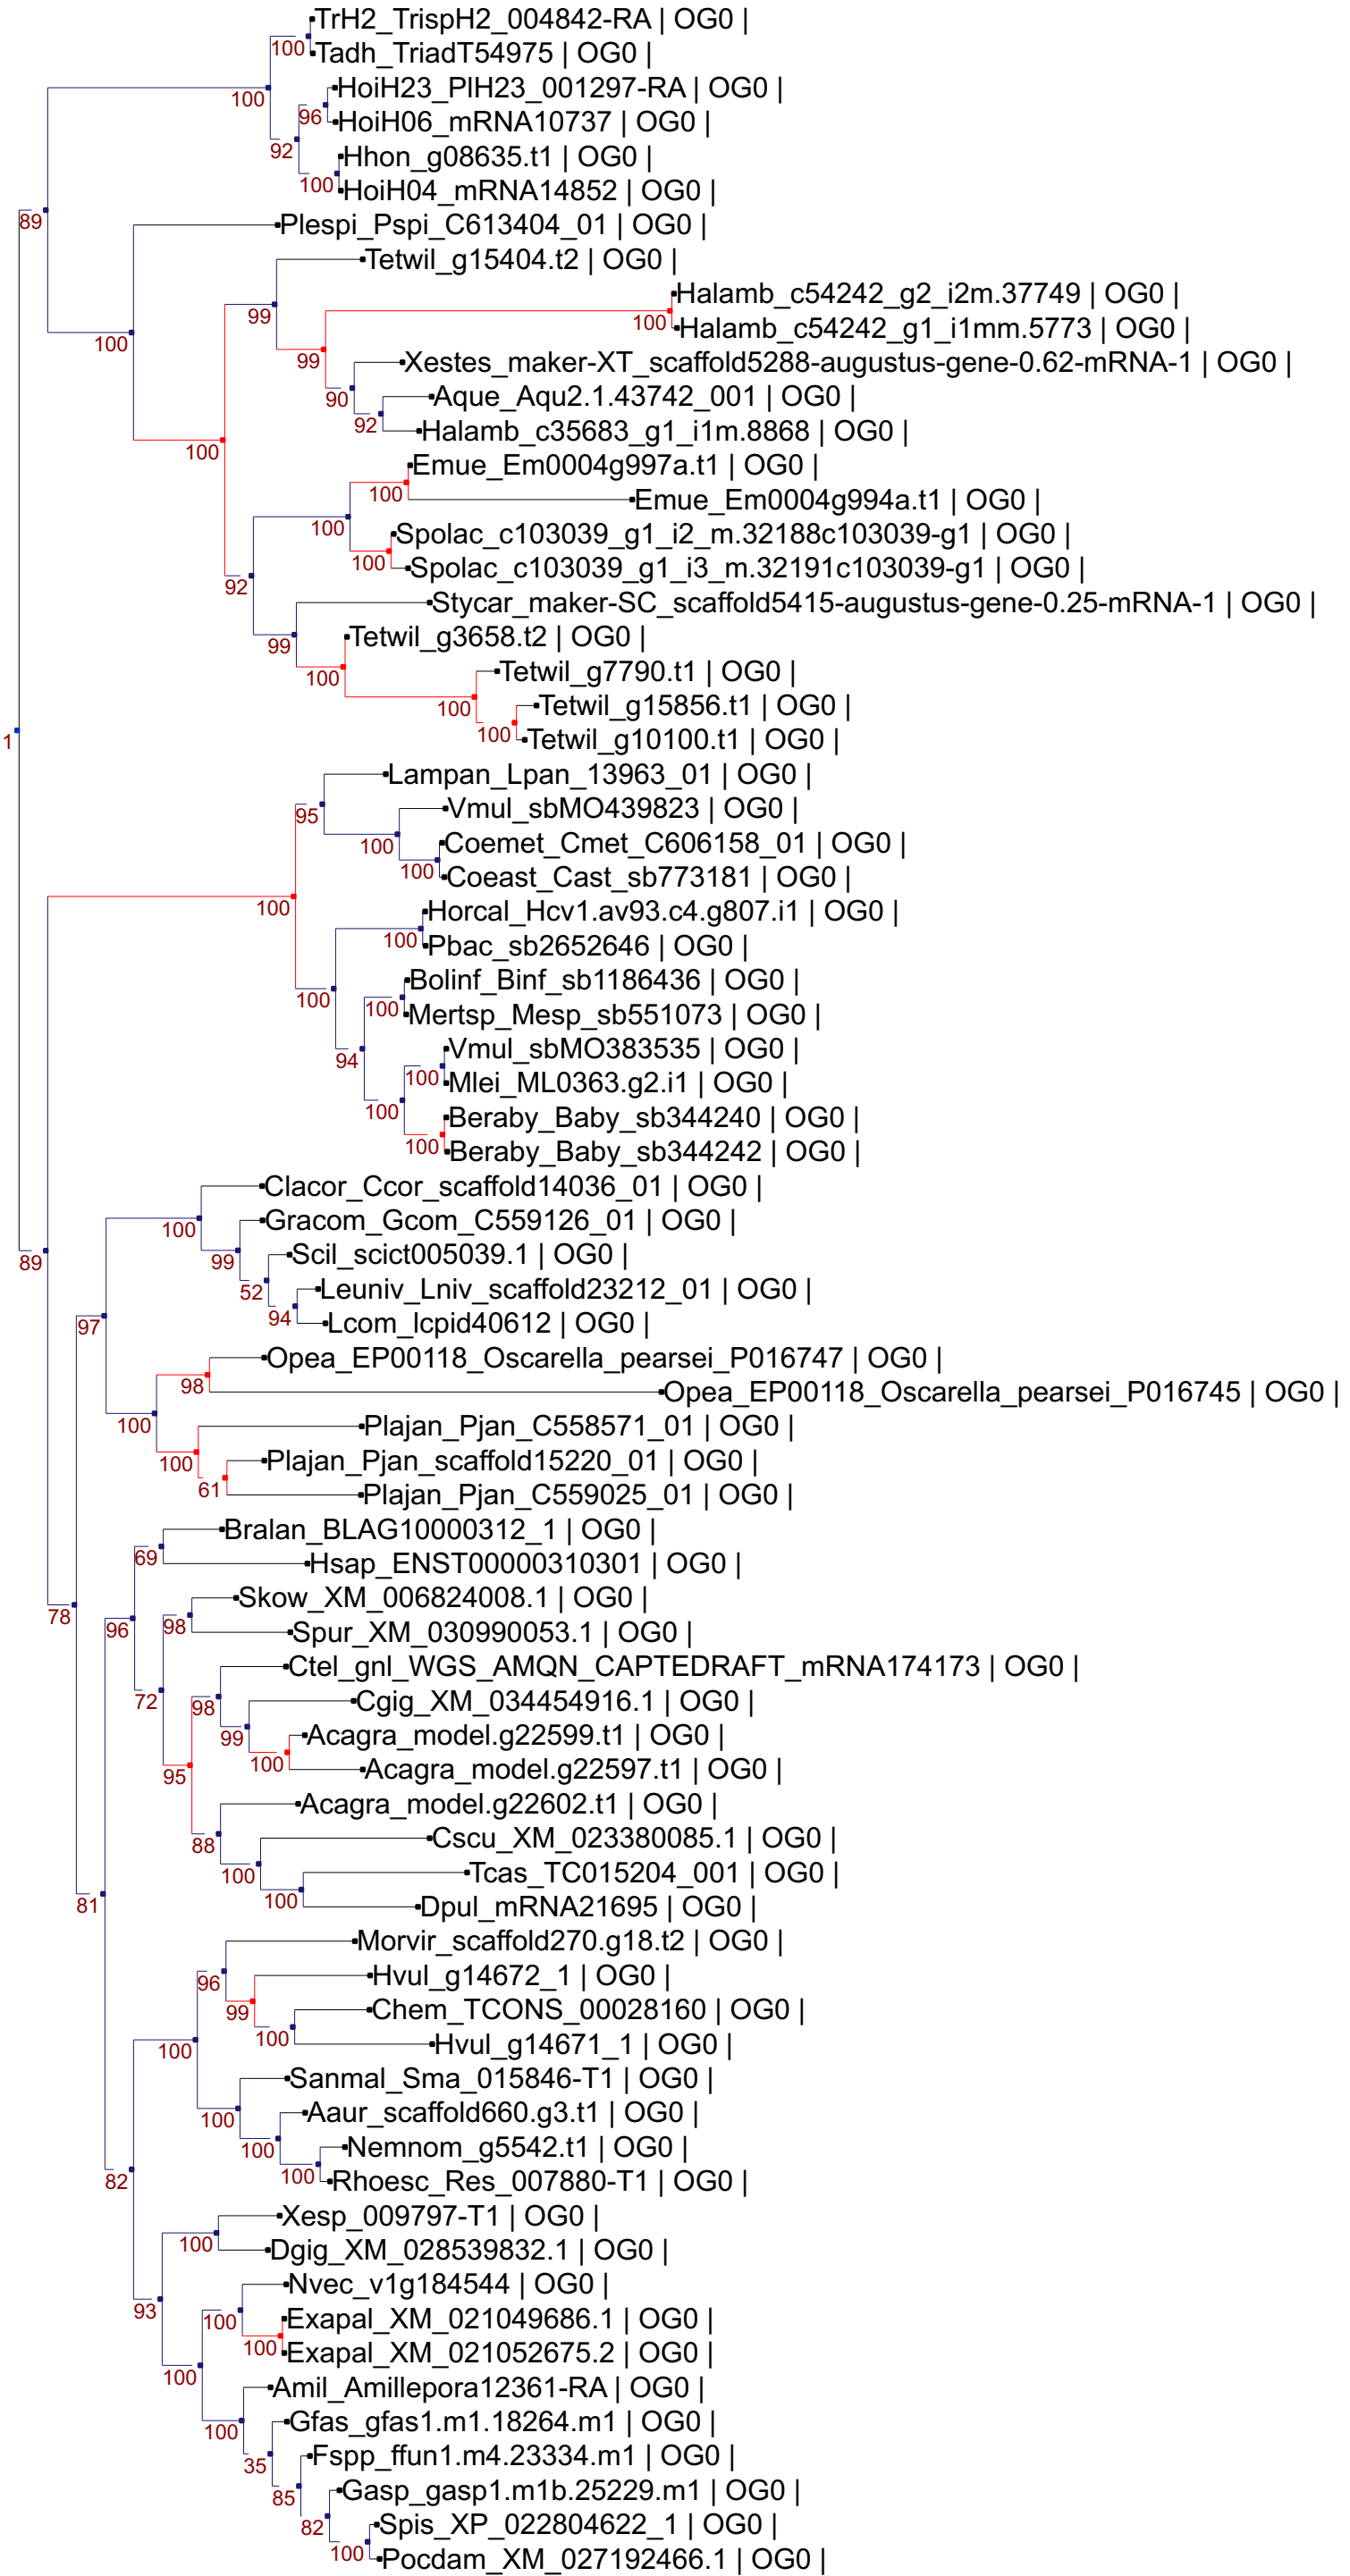 TrH2_TrispH2_004842-RA | OG0 |
100
Tadh_TriadT54975 | OG0 |
HoiH23_PlH23_001297-RA | OG0 |
100
96
HoiH06_mRNA10737 | OG0 |
92
Hhon_g08635.t1 | OG0 |
100
HoiH04_mRNA14852 | OG0 |
89
Plespi_Pspi_C613404_01 | OG0 |
Tetwil_g15404.t2 | OG0 |
Halamb_c54242_g2_i2m.37749 | OG0 |
99
100
Halamb_c54242_g1_i1mm.5773 | OG0 |
100
99
Xestes_maker-XT_scaffold5288-augustus-gene-0.62-mRNA-1 | OG0 |
90
Aque_Aqu2.1.43742_001 | OG0 |
92
Halamb_c35683_g1_i1m.8868 | OG0 |
100
Emue_Em0004g997a.t1 | OG0 |
100
Emue_Em0004g994a.t1 | OG0 |
100
Spolac_c103039_g1_i2_m.32188c103039-g1 | OG0 |
100
Spolac_c103039_g1_i3_m.32191c103039-g1 | OG0 |
92
Stycar_maker-SC_scaffold5415-augustus-gene-0.25-mRNA-1 | OG0 |
99
Tetwil_g3658.t2 | OG0 |
100
Tetwil_g7790.t1 | OG0 |
100
Tetwil_g15856.t1 | OG0 |
100
Tetwil_g10100.t1 | OG0 |
1
Lampan_Lpan_13963_01 | OG0 |
95
Vmul_sbMO439823 | OG0 |
100
Coemet_Cmet_C606158_01 | OG0 |
100
Coeast_Cast_sb773181 | OG0 |
100
Horcal_Hcv1.av93.c4.g807.i1 | OG0 |
100
Pbac_sb2652646 | OG0 |
Bolinf_Binf_sb1186436 | OG0 |
100
100
Mertsp_Mesp_sb551073 | OG0 |
94
Vmul_sbMO383535 | OG0 |
100
Mlei_ML0363.g2.i1 | OG0 |
100
Beraby_Baby_sb344240 | OG0 |
100
Beraby_Baby_sb344242 | OG0 |
Clacor_Ccor_scaffold14036_01 | OG0 |
100
Gracom_Gcom_C559126_01 | OG0 |
89
99
Scil_scict005039.1 | OG0 |
52
Leuniv_Lniv_scaffold23212_01 | OG0 |
94
Lcom_lcpid40612 | OG0 |
97
Opea_EP00118_Oscarella_pearsei_P016747 | OG0 |
98
Opea_EP00118_Oscarella_pearsei_P016745 | OG0 |
100
Plajan_Pjan_C558571_01 | OG0 |
100
Plajan_Pjan_scaffold15220_01 | OG0 |
61
Plajan_Pjan_C559025_01 | OG0 |
Bralan_BLAG10000312_1 | OG0 |
69
Hsap_ENST00000310301 | OG0 |
Skow_XM_006824008.1 | OG0 |
78
96
98
Spur_XM_030990053.1 | OG0 |
Ctel_gnl_WGS_AMQN_CAPTEDRAFT_mRNA174173 | OG0 |
72
98
Cgig_XM_034454916.1 | OG0 |
99
Acagra_model.g22599.t1 | OG0 |
100
Acagra_model.g22597.t1 | OG0 |
95
Acagra_model.g22602.t1 | OG0 |
88
Cscu_XM_023380085.1 | OG0 |
100
Tcas_TC015204_001 | OG0 |
100
Dpul_mRNA21695 | OG0 |
81
Morvir_scaffold270.g18.t2 | OG0 |
96
Hvul_g14672_1 | OG0 |
99
Chem_TCONS_00028160 | OG0 |
100
Hvul_g14671_1 | OG0 |
100
Sanmal_Sma_015846-T1 | OG0 |
100
Aaur_scaffold660.g3.t1 | OG0 |
100
Nemnom_g5542.t1 | OG0 |
100
Rhoesc_Res_007880-T1 | OG0 |
82
Xesp_009797-T1 | OG0 |
100
Dgig_XM_028539832.1 | OG0 |
Nvec_v1g184544 | OG0 |
93
100
Exapal_XM_021049686.1 | OG0 |
100
Exapal_XM_021052675.2 | OG0 |
100
Amil_Amillepora12361-RA | OG0 |
100
Gfas_gfas1.m1.18264.m1 | OG0 |
35
Fspp_ffun1.m4.23334.m1 | OG0 |
85
Gasp_gasp1.m1b.25229.m1 | OG0 |
82
Spis_XP_022804622_1 | OG0 |
100
Pocdam_XM_027192466.1 | OG0 |